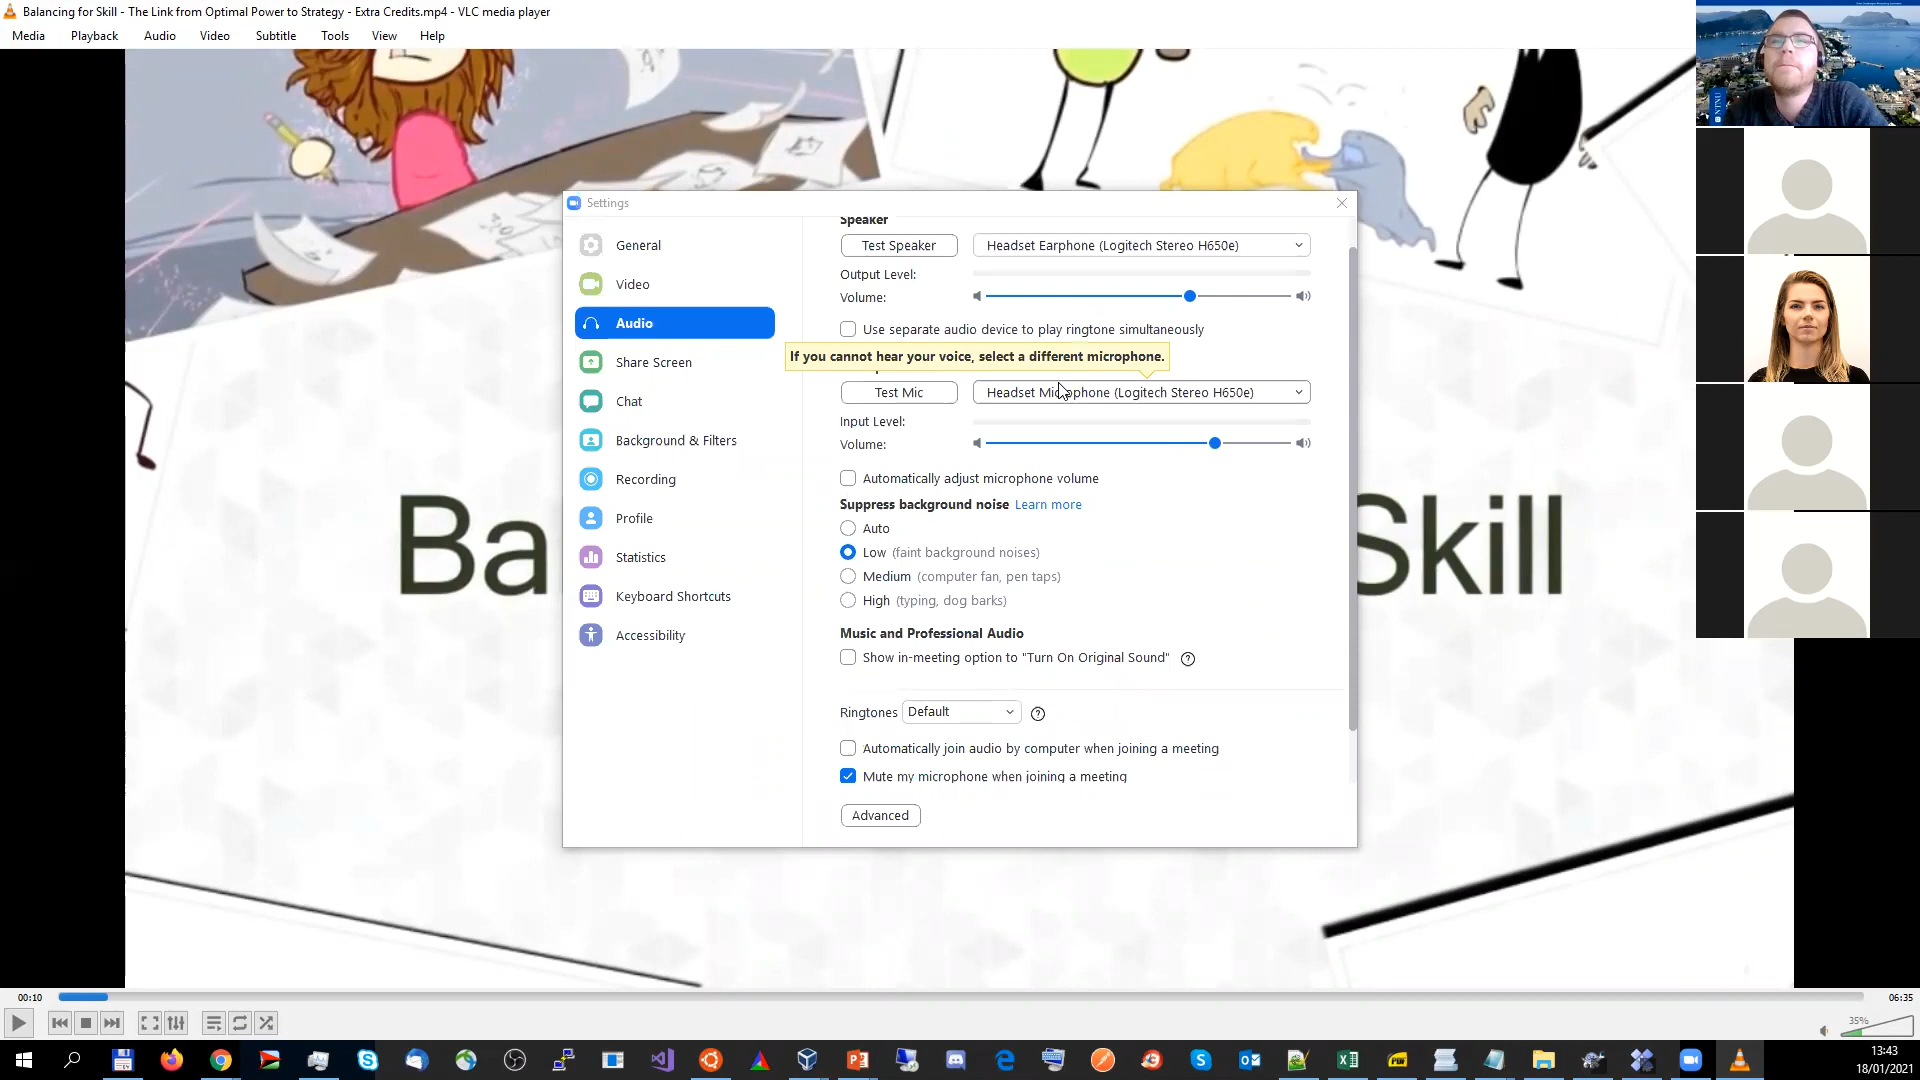 Balancing for Skill - The Link from Optimal Power to Strategy - Extra Credits.mp4 - VLC media player
Media Playback Audio Video Subtitle Tools View Help
NTNU
Ba
Skill
Settings
General
Video
Audio
Share Screen
Chat
Background & Filters
Recording
Profile
Statistics
Keyboard Shortcuts
Accessibility
Speaker
Test Speaker Headset Earphone (Logitech Stereo H650e)
Output Level:
Volume:
Use separate audio device to play ringtone simultaneously
If you cannot hear your voice, select a different microphone.
Test Mic Headset Microphone (Logitech Stereo H650e)
Input Level:
Volume:
Automatically adjust microphone volume
Suppress background noise Learn more
Auto
Low (faint background noises)
Medium (computer fan, pen taps)
High (typing, dog barks)
Music and Professional Audio
Show in-meeting option to "Turn On Original Sound"
Ringtones Default
Automatically join audio by computer when joining a meeting
Mute my microphone when joining a meeting
Advanced
00:10 06:35
35%
13:43
18/01/2021